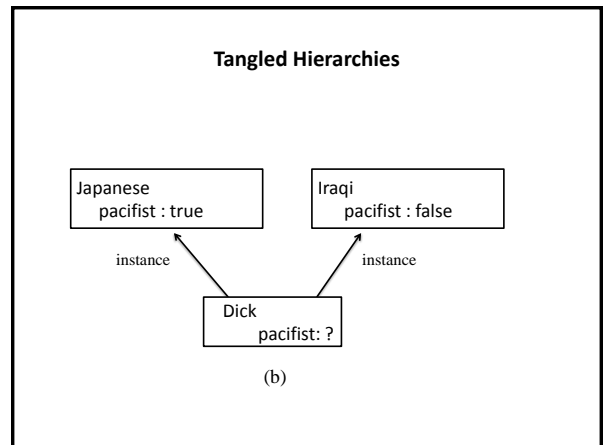 Tangled Hierarchies
Japanese
pacifist : true
Iraqi
pacifist : false
instance
instance
Dick
pacifist: ?
(b)